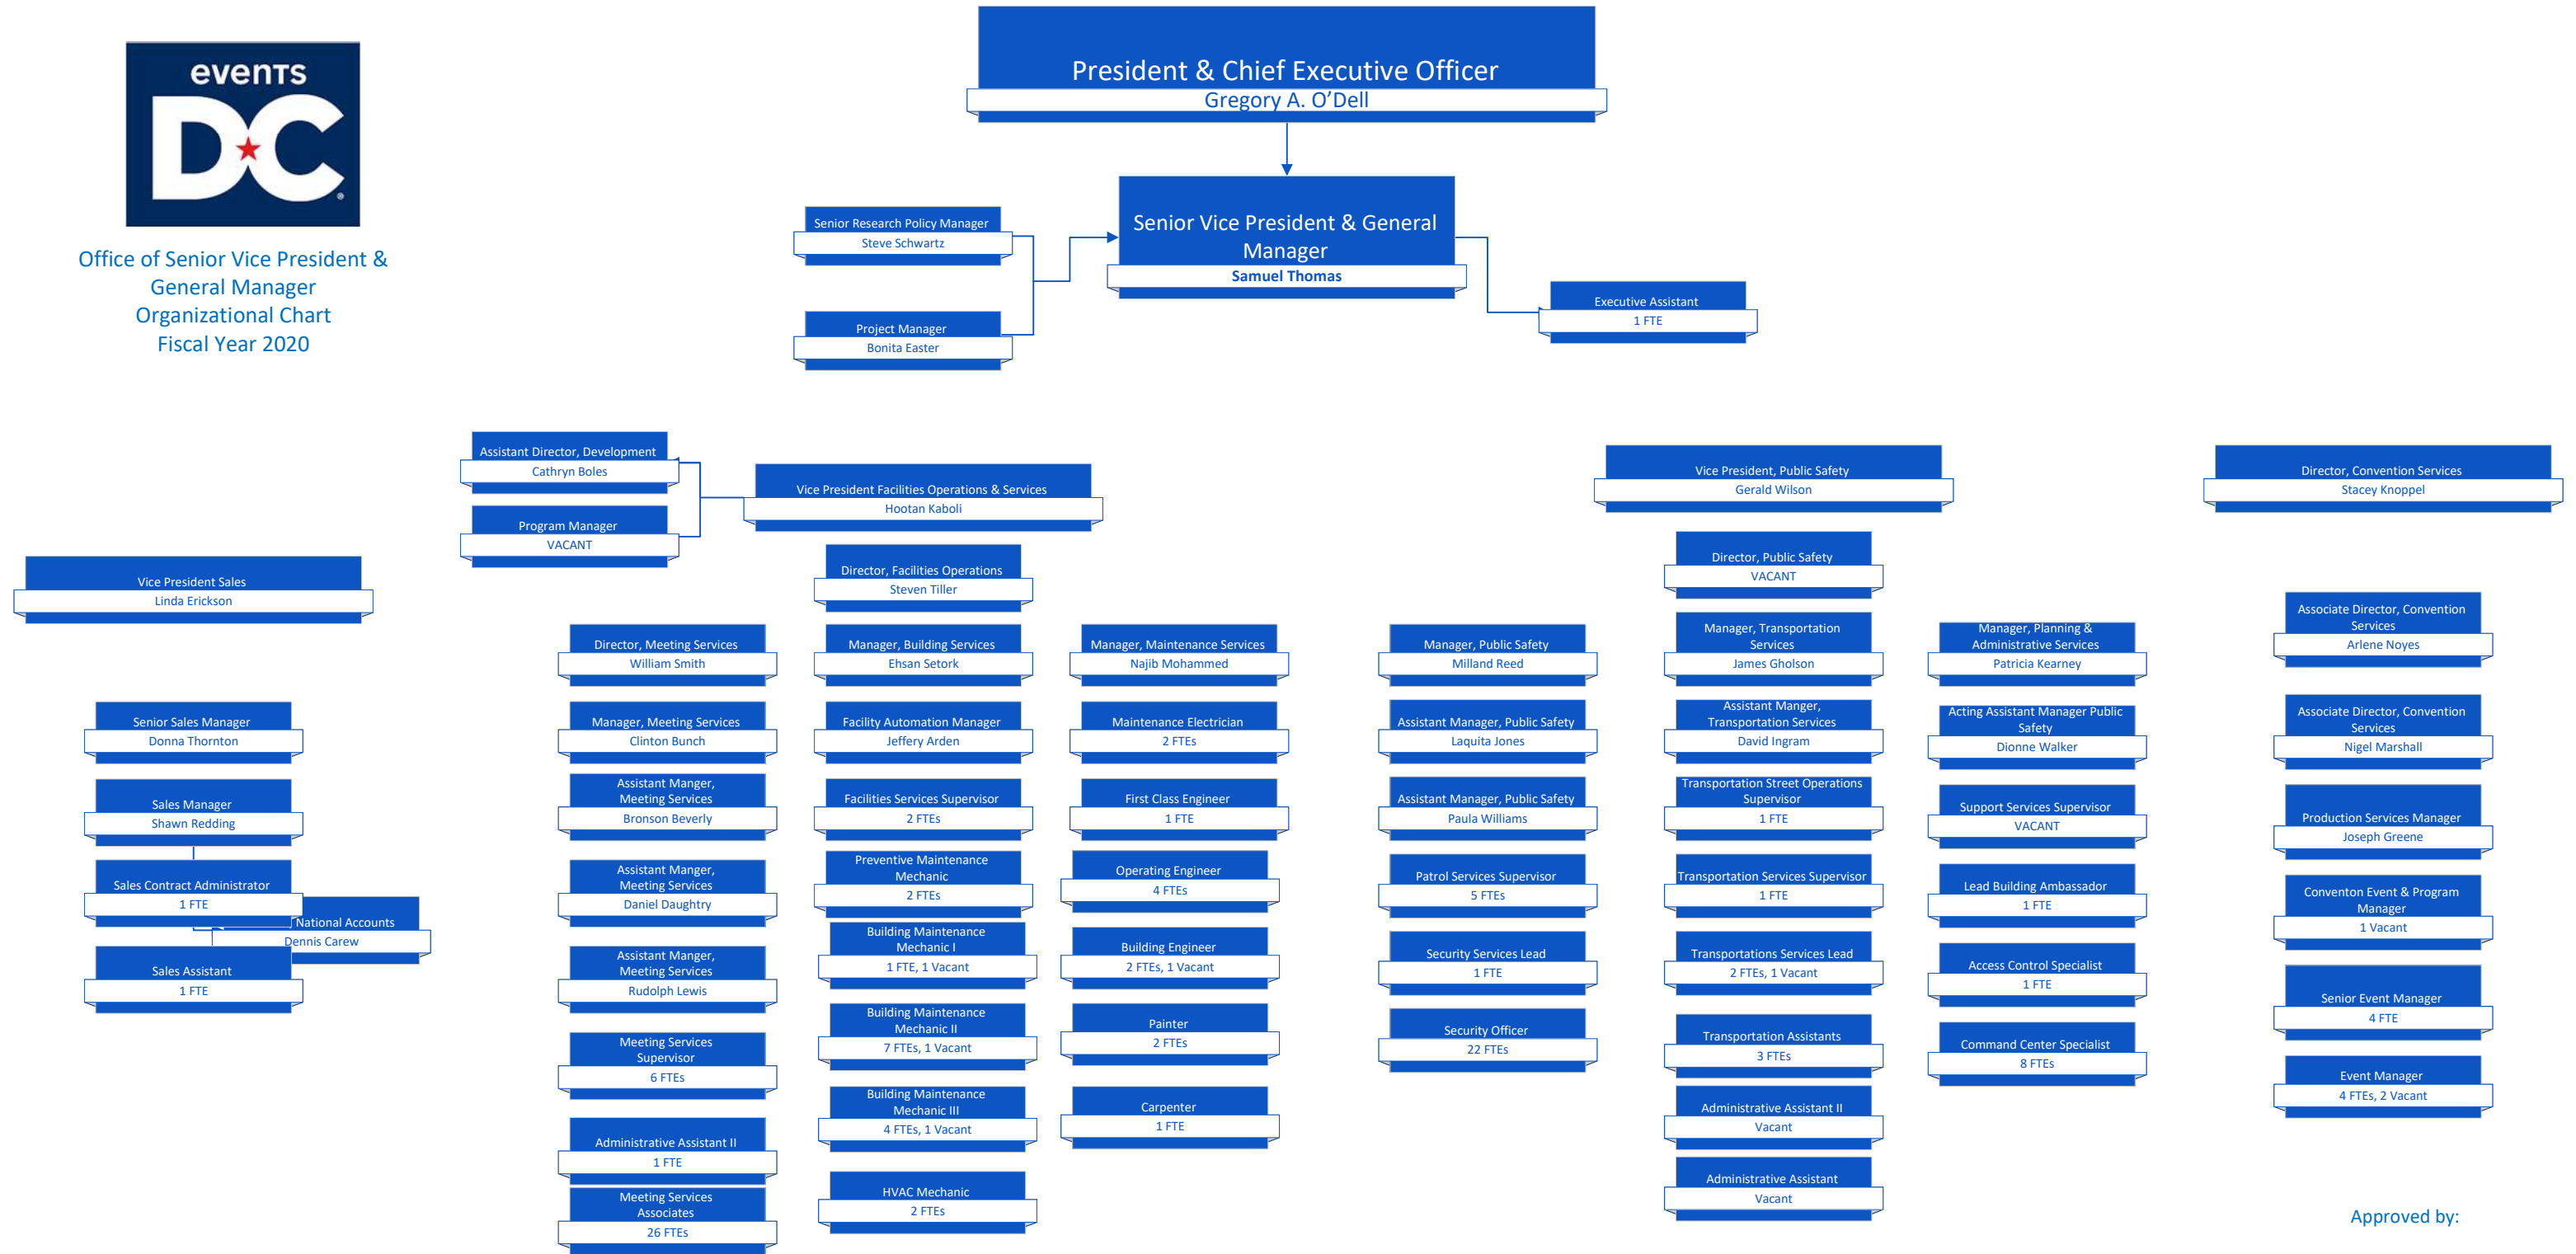 events
DC
®
Office of Senior Vice President &
General Manager
Organizational Chart
Fiscal Year 2020
President & Chief Executive Officer
Gregory A. O’Dell
Senior Vice President & General
Manager
Samuel Thomas
Senior Research Policy Manager
Steve Schwartz
Project Manager
Bonita Easter
Executive Assistant
1 FTE
Vice President Sales
Linda Erickson
Senior Sales Manager
Donna Thornton
Sales Manager
Shawn Redding
Sales Contract Administrator
1 FTE
National Accounts
Dennis Carew
Sales Assistant
1 FTE
Assistant Director, Development
Cathryn Boles
Program Manager
VACANT
Vice President Facilities Operations & Services
Hootan Kaboli
Director, Facilities Operations
Steven Tiller
Director, Meeting Services
William Smith
Manager, Meeting Services
Clinton Bunch
Assistant Manger,
Meeting Services
Bronson Beverly
Assistant Manger,
Meeting Services
Daniel Daughtry
Assistant Manger,
Meeting Services
Rudolph Lewis
Meeting Services
Supervisor
6 FTEs
Administrative Assistant II
1 FTE
Meeting Services
Associates
26 FTEs
Manager, Building Services
Ehsan Setork
Facility Automation Manager
Jeffery Arden
Facilities Services Supervisor
2 FTEs
Preventive Maintenance
Mechanic
2 FTEs
Building Maintenance
Mechanic I
1 FTE, 1 Vacant
Building Maintenance
Mechanic II
7 FTEs, 1 Vacant
Building Maintenance
Mechanic III
4 FTEs, 1 Vacant
HVAC Mechanic
2 FTEs
Manager, Maintenance Services
Najib Mohammed
Maintenance Electrician
2 FTEs
First Class Engineer
1 FTE
Operating Engineer
4 FTEs
Building Engineer
2 FTEs, 1 Vacant
Painter
2 FTEs
Carpenter
1 FTE
Vice President, Public Safety
Gerald Wilson
Director, Public Safety
VACANT
Manager, Public Safety
Milland Reed
Assistant Manager, Public Safety
Laquita Jones
Assistant Manager, Public Safety
Paula Williams
Patrol Services Supervisor
5 FTEs
Security Services Lead
1 FTE
Security Officer
22 FTEs
Manager, Transportation
Services
James Gholson
Assistant Manger,
Transportation Services
David Ingram
Transportation Street Operations
Supervisor
1 FTE
Transportation Services Supervisor
1 FTE
Transportations Services Lead
2 FTEs, 1 Vacant
Transportation Assistants
3 FTEs
Administrative Assistant II
Vacant
Administrative Assistant
Vacant
Manager, Planning &
Administrative Services
Patricia Kearney
Acting Assistant Manager Public
Safety
Dionne Walker
Support Services Supervisor
VACANT
Lead Building Ambassador
1 FTE
Access Control Specialist
1 FTE
Command Center Specialist
8 FTEs
Director, Convention Services
Stacey Knoppel
Associate Director, Convention
Services
Arlene Noyes
Associate Director, Convention
Services
Nigel Marshall
Production Services Manager
Joseph Greene
Conventon Event & Program
Manager
1 Vacant
Senior Event Manager
4 FTE
Event Manager
4 FTEs, 2 Vacant
Approved by: